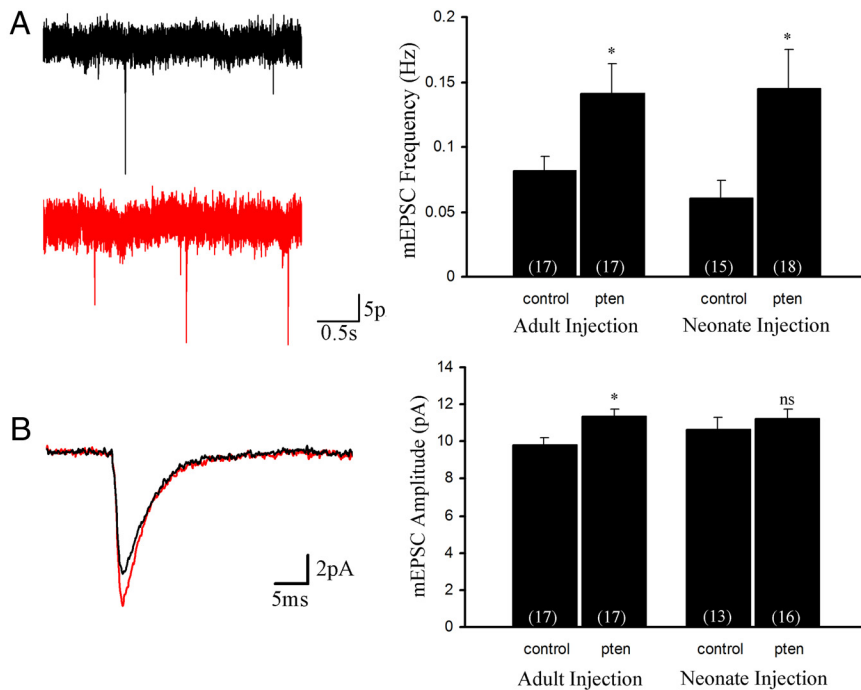 A
5p
0.5s
mEPSC Frequency (Hz)
0.2
0.15
0.1
0.05
0
*
*
(17)
(17)
(15)
(18)
control
pten
control
pten
Adult Injection
Neonate Injection
B
2pA
5ms
mEPSC Amplitude (pA)
14
12
10
8
6
4
2
0
*
ns
(17)
(17)
(13)
(16)
control
pten
control
pten
Adult Injection
Neonate Injection